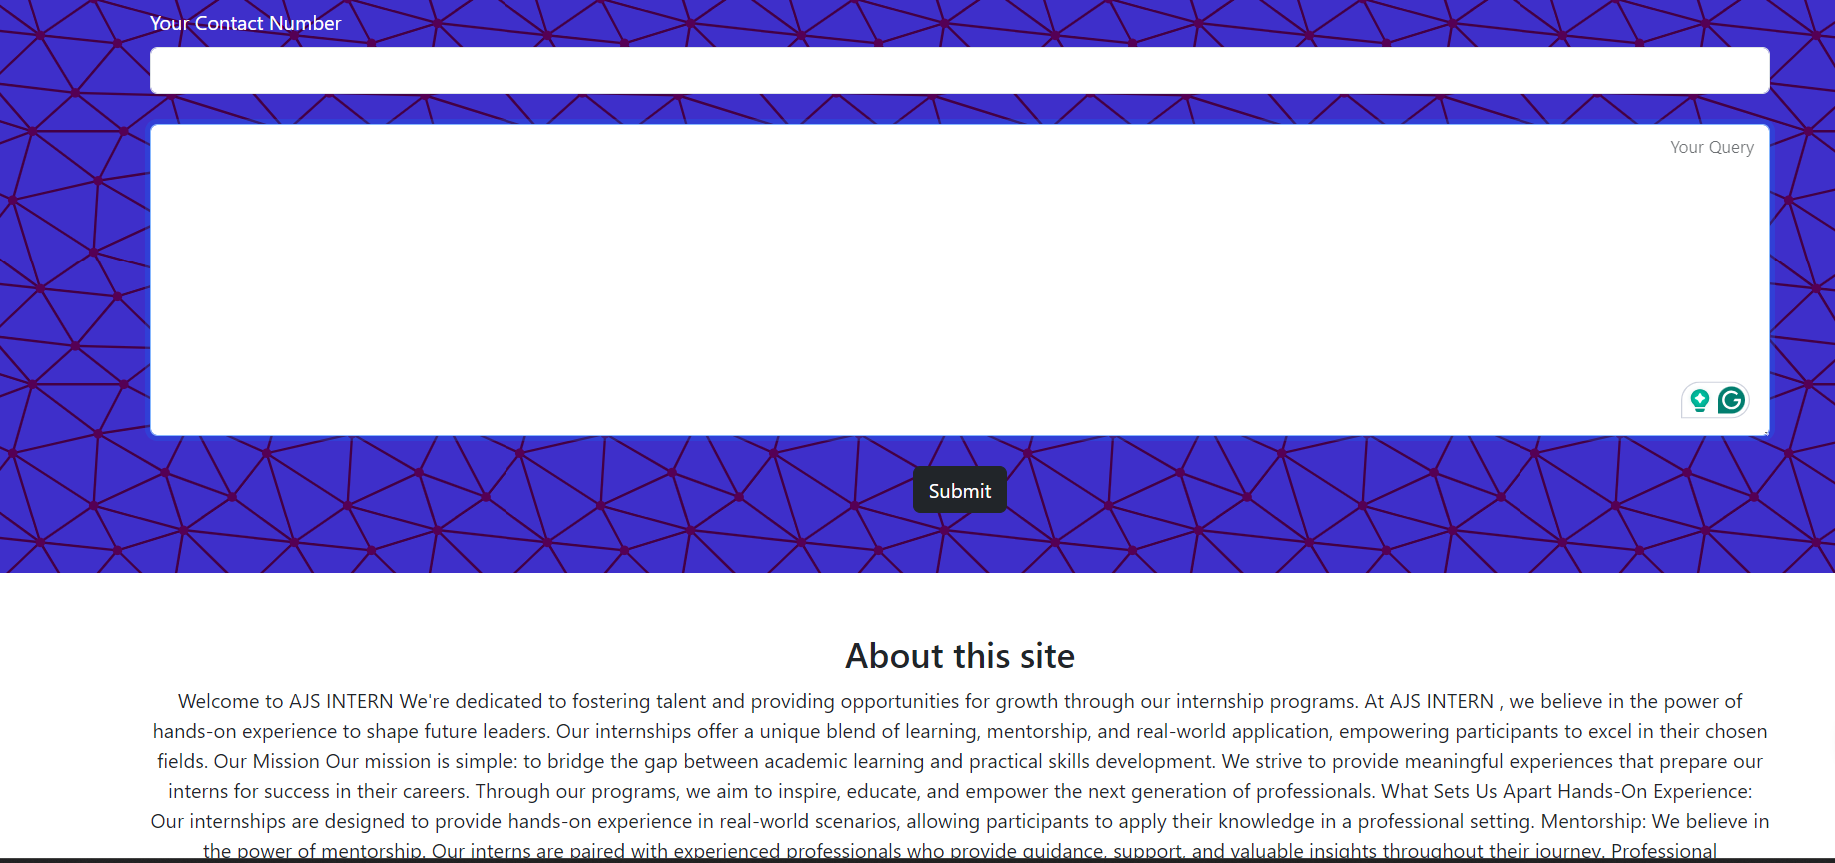 Your Contact Number
Your Query
Submit
About this site
Welcome to AJS INTERN We're dedicated to fostering talent and providing opportunities for growth through our internship programs. At AJS INTERN , we believe in the power of
hands-on experience to shape future leaders. Our internships offer a unique blend of learning, mentorship, and real-world application, empowering participants to excel in their chosen
fields. Our Mission Our mission is simple: to bridge the gap between academic learning and practical skills development. We strive to provide meaningful experiences that prepare our
interns for success in their careers. Through our programs, we aim to inspire, educate, and empower the next generation of professionals. What Sets Us Apart Hands-On Experience:
Our internships are designed to provide hands-on experience in real-world scenarios, allowing participants to apply their knowledge in a professional setting. Mentorship: We believe in
the power of mentorship. Our interns are paired with experienced professionals who provide guidance, support, and valuable insights throughout their journey. Professional